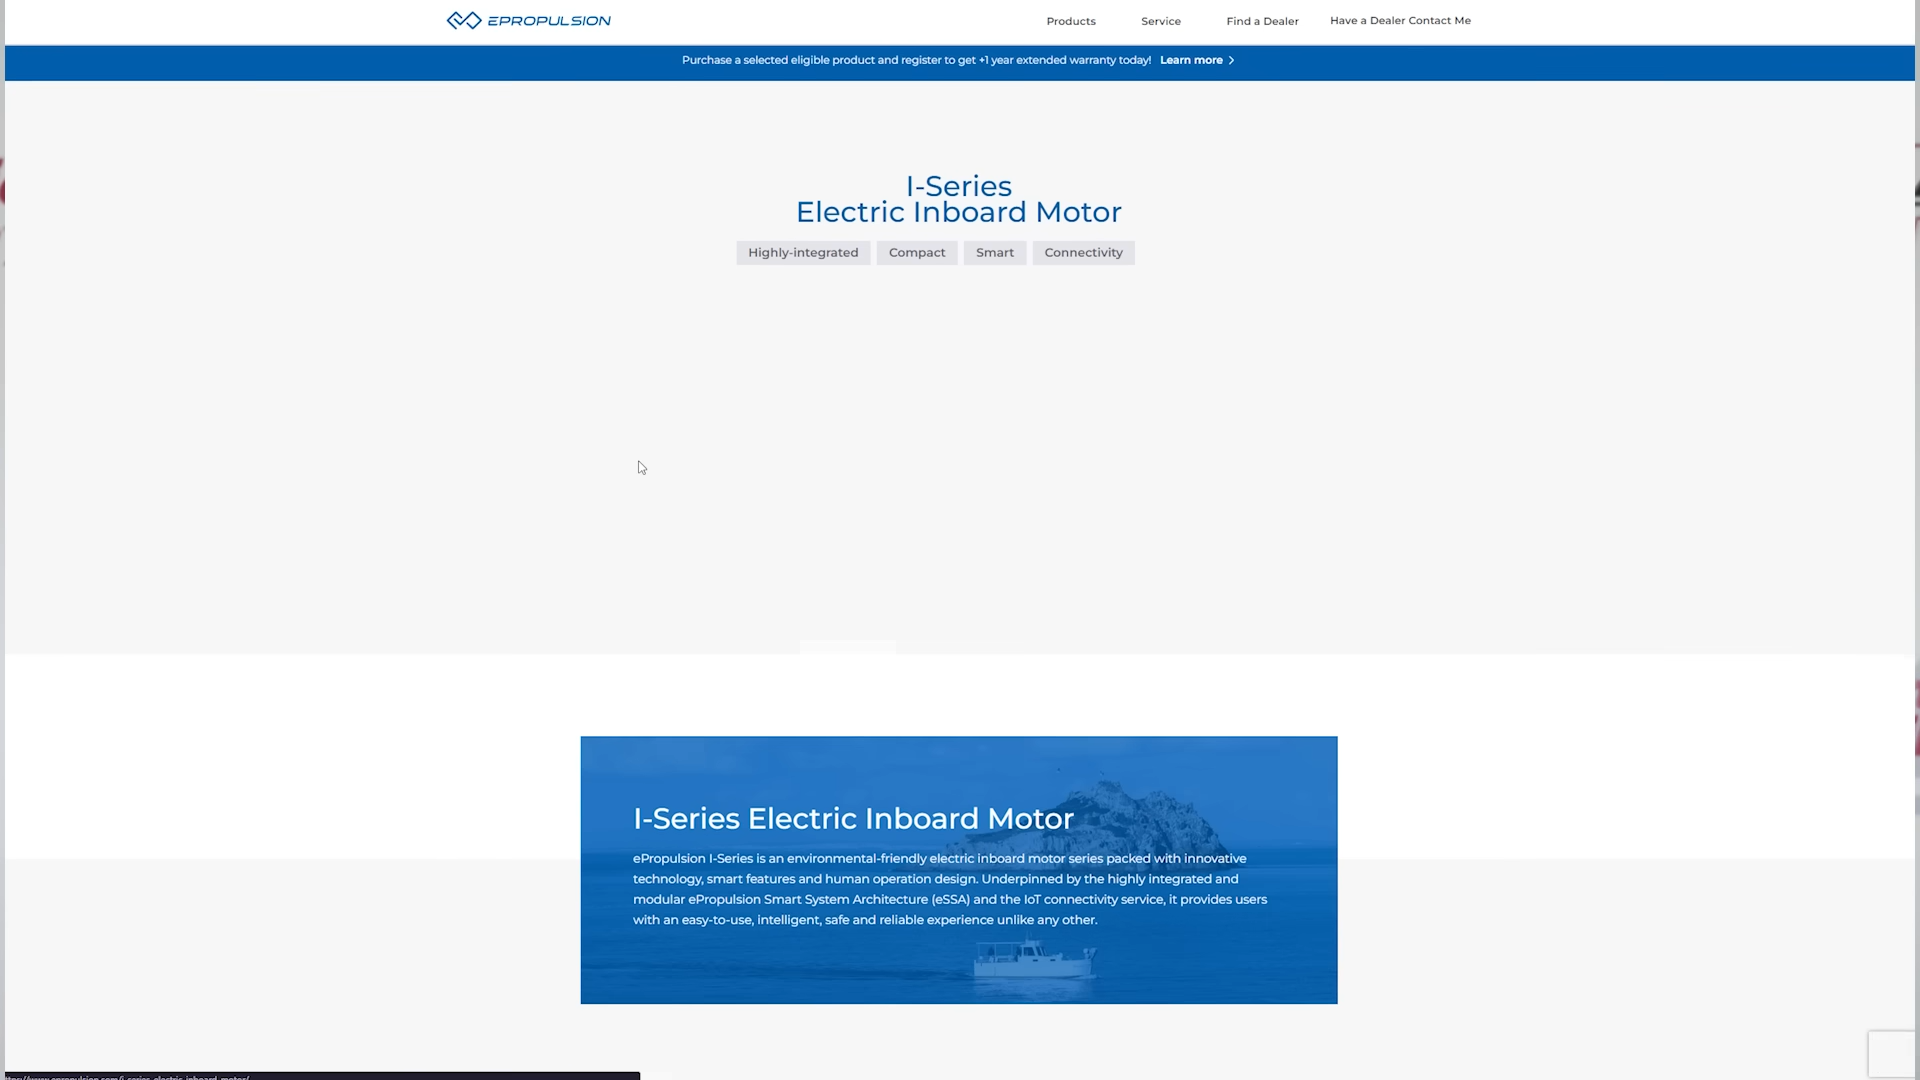 EPROPULSION
Products
Service
Find a Dealer
Have a Dealer Contact Me
Purchase a selected eligible product and register to get +1 year extended warranty today! Learn more
I-Series
Electric Inboard Motor
Highly-integrated
Compact
Smart
Connectivity
I-Series Electric Inboard Motor
ePropulsion I-Series is an environmental-friendly electric inboard motor series packed with innovative
technology, smart features and human operation design. Underpinned by the highly integrated and
modular ePropulsion Smart System Architecture (eSSA) and the IoT connectivity service, it provides users
with an easy-to-use, intelligent, safe and reliable experience unlike any other.